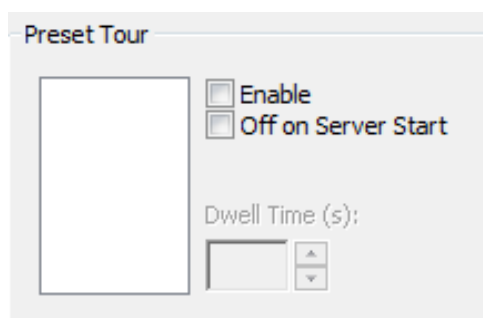 Preset Tour
Enable
Off on Server Start
Dwell Time (s):